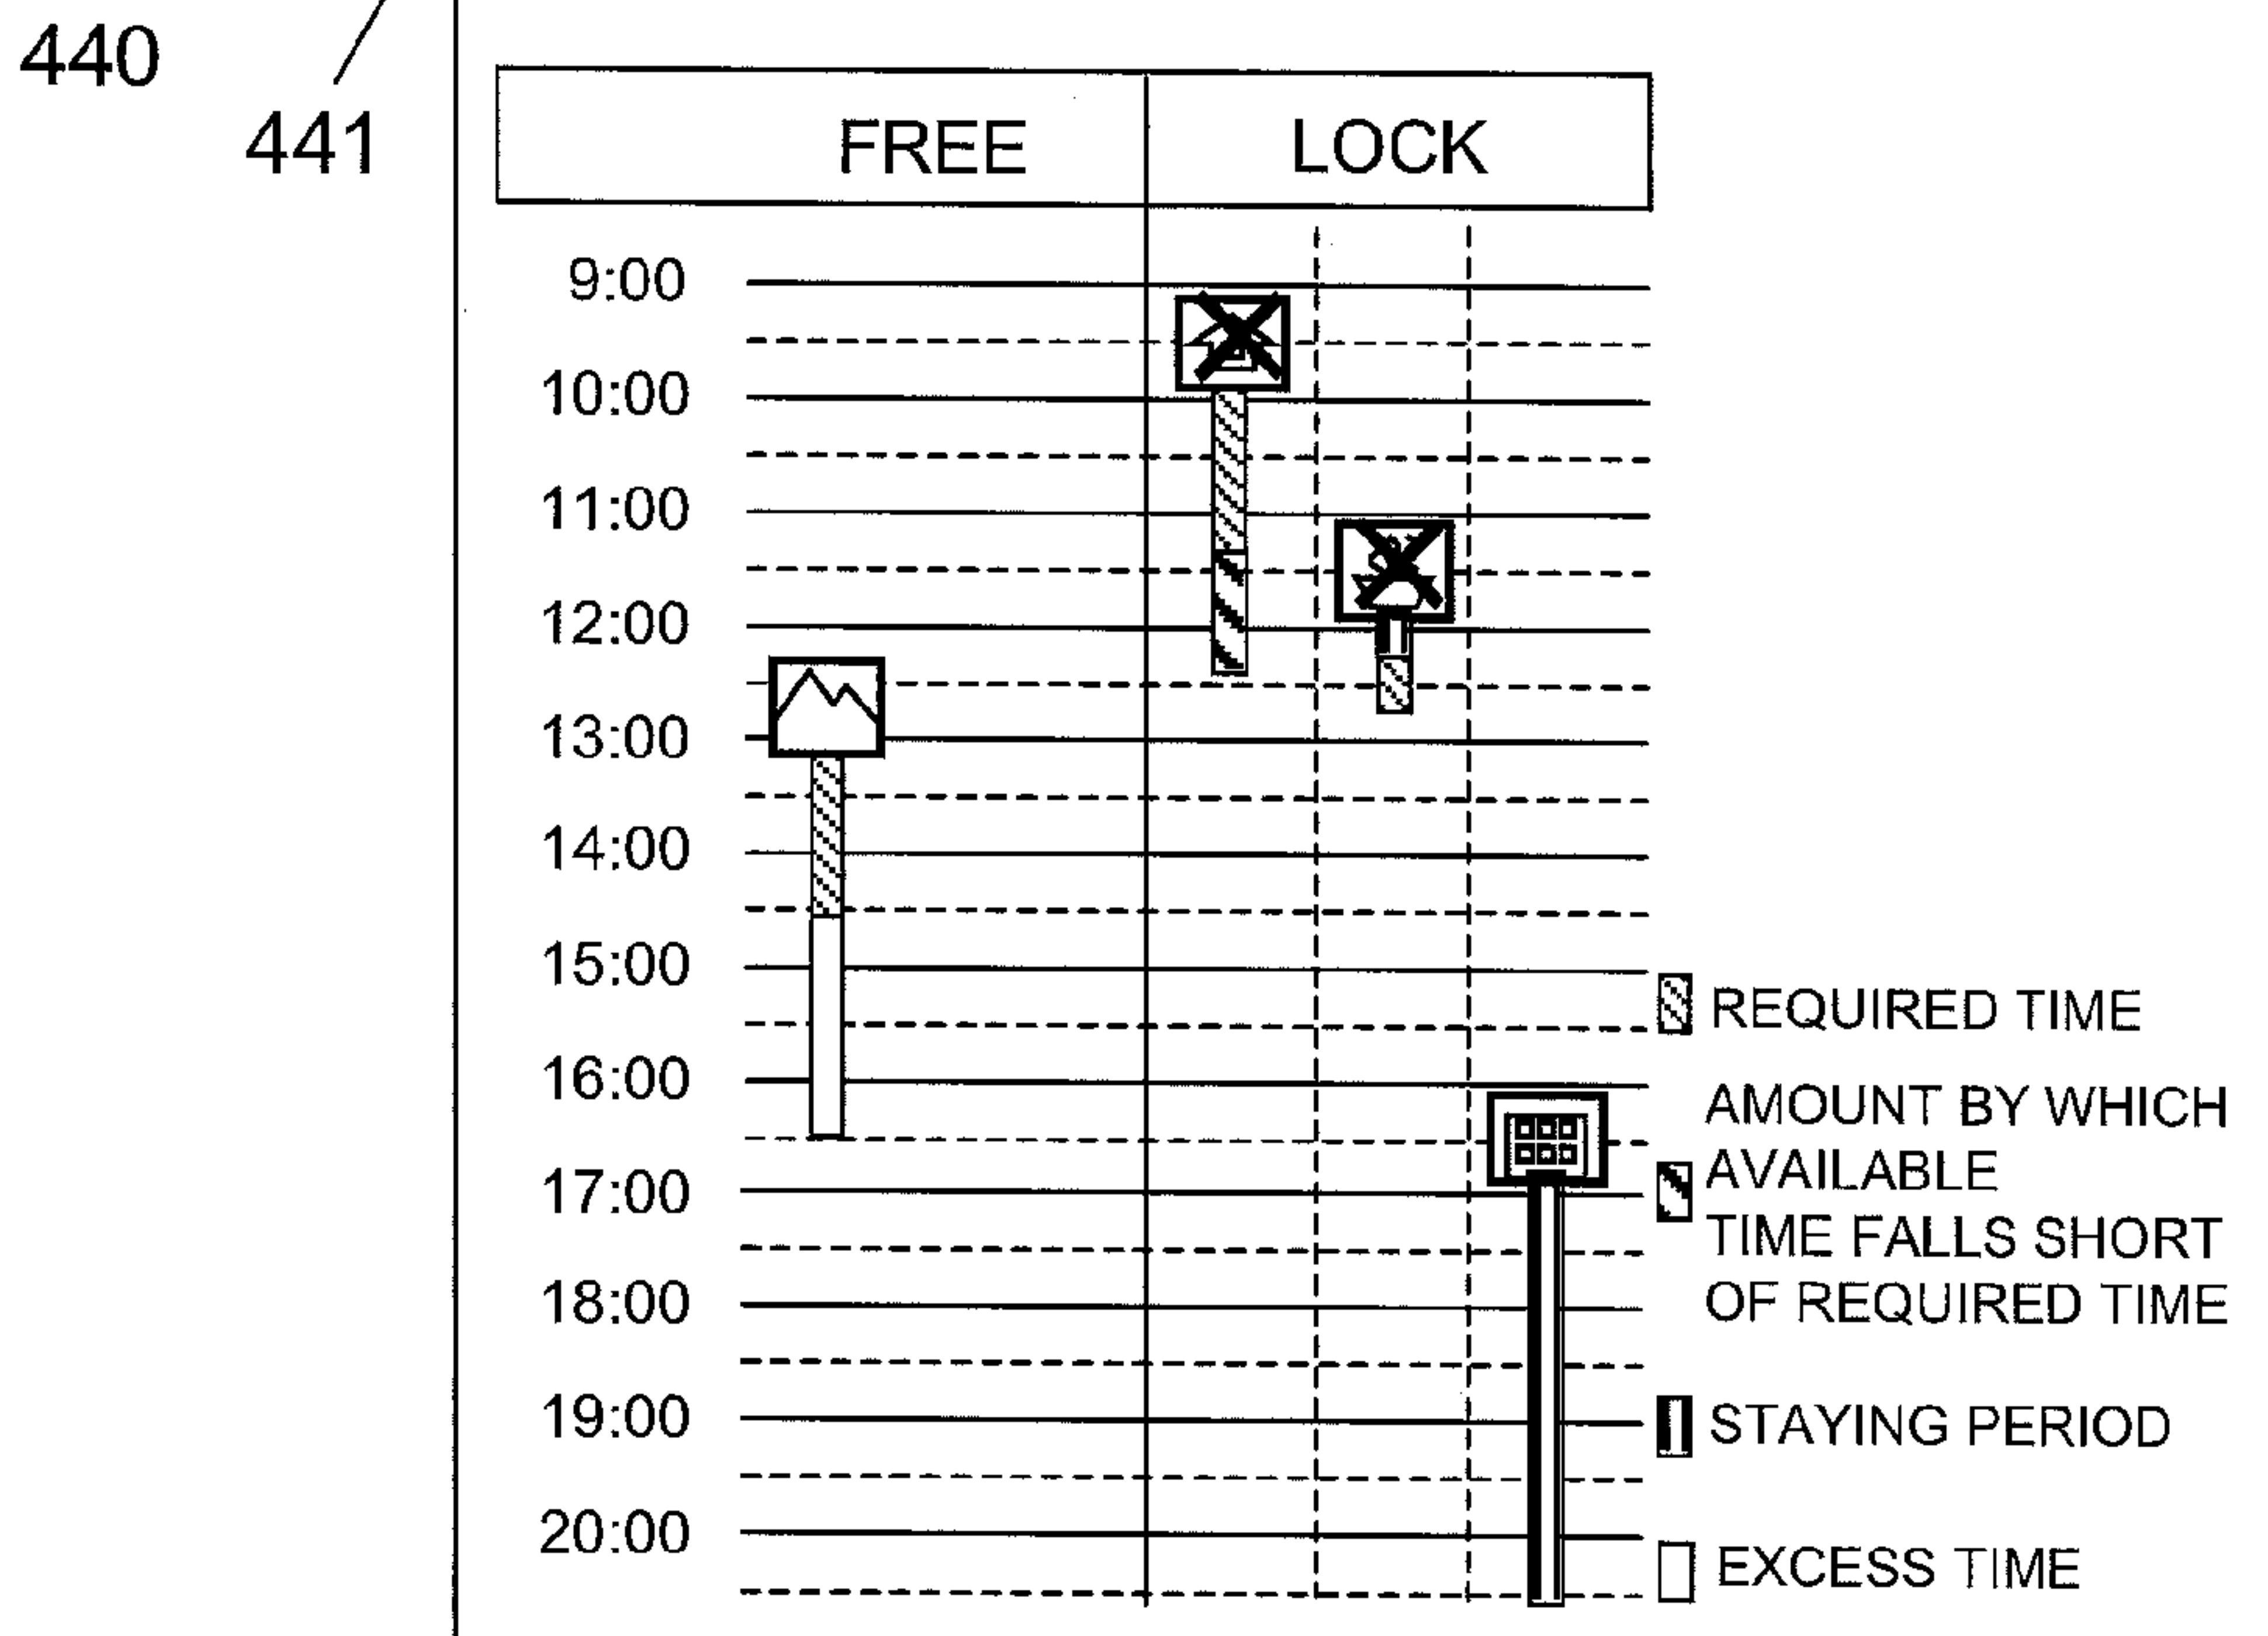 440
441
FREE LOCK
9:00
10:00
11:00
12:00
13:00
14:00
15:00
16:00
17:00
18:00
19:00
20:00
REQUIRED TIME
AMOUNT BY WHICH
AVAILABLE
TIME FALLS SHORT
OF REQUIRED TIME
STAYING PERIOD
EXCESS TIME